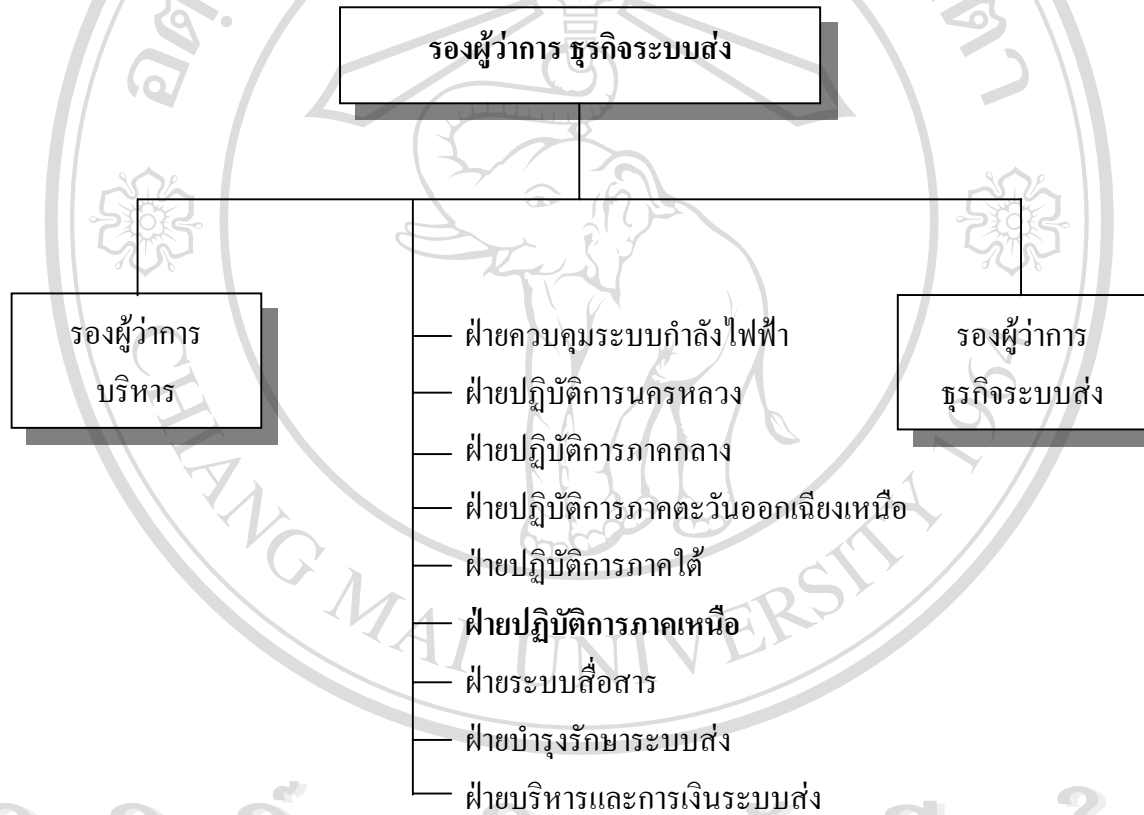 รองผู้ว่าการ ธุรกิจระบบส่ง
รองผู้ว่าการ
บริหาร
ฝ่ายควบคุมระบบกำลังไฟฟ้า
ฝ่ายปฏิบัติการนครหลวง
ฝ่ายปฏิบัติการภาคกลาง
ฝ่ายปฏิบัติการภาคตะวันออกเฉียงเหนือ
ฝ่ายปฏิบัติการภาคใต้
ฝ่ายปฏิบัติการภาคเหนือ
ฝ่ายระบบสื่อสาร
ฝ่ายบำรุงรักษาระบบส่ง
ฝ่ายบริหารและการเงินระบบส่ง
รองผู้ว่าการ
ธุรกิจระบบส่ง
CHIANG MAI UNIVERSITY 1964